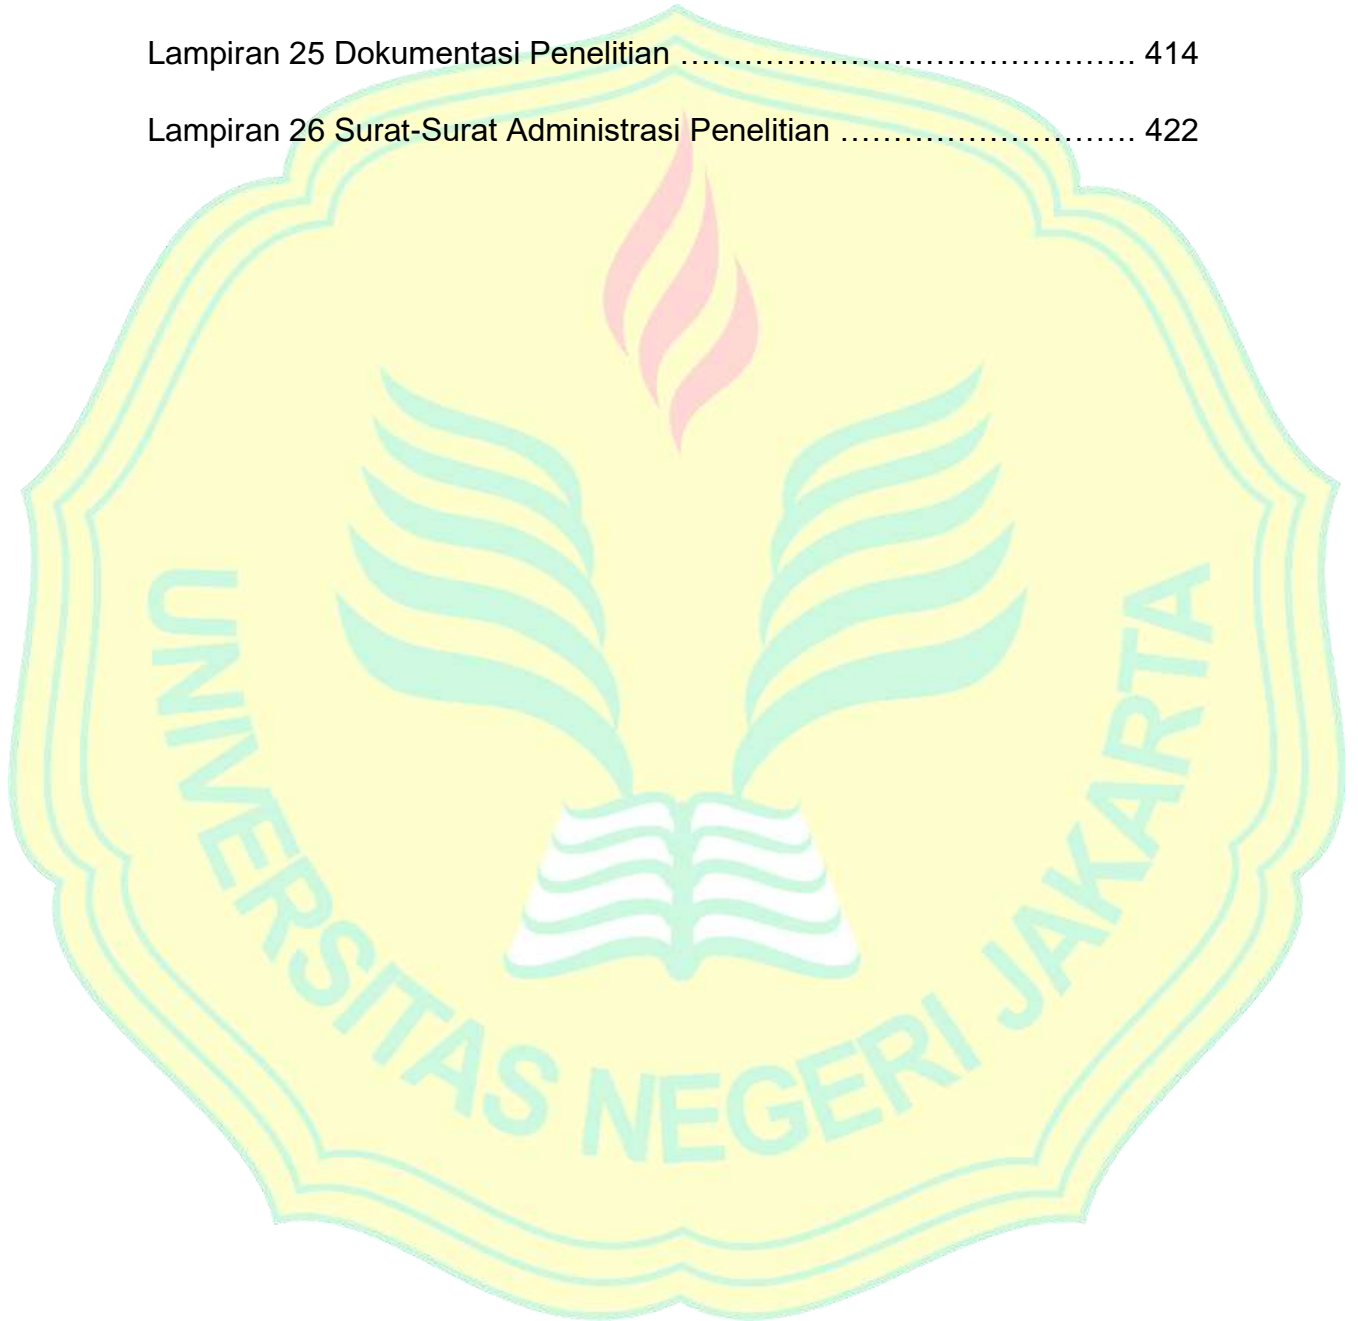 Lampiran 25 Dokumentasi Penelitian ……………………………………. 414
Lampiran 26 Surat-Surat Administrasi Penelitian ………………………. 422
UNIVERSITAS NEGERI JAKARTA